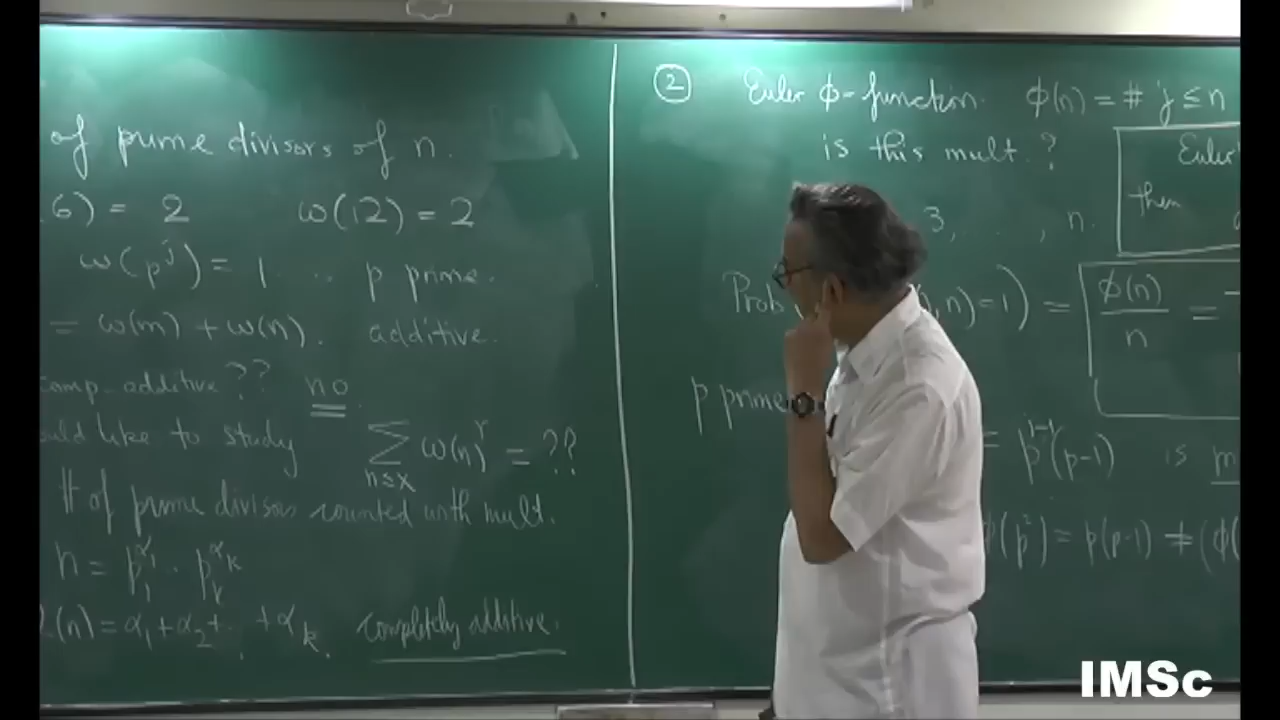 of prime divisors of n.
6) = 2 ω(12) = 2
ω(p^j) = 1 .. p prime.
= ω(m) + ω(n). additive.
comp. additive?? no
ould like to study ∑_{n≤x} ω(n)^r = ??
# of prime divisors counted with mult.
n = p_1^{α_1} .. p_k^{α_k}
(n) = α_1 + α_2 + .. + α_k. completely additive.
② Euler ϕ-function. ϕ(n) = # j ≤ n
is this mult.?
Euler
then
3, . . . , n.
Prob , n) = 1) = ϕ(n)/n =
p prime
= p^{j-1}(p-1) is m
ϕ(p^2) = p(p-1) ≠ (ϕ(
IMSc